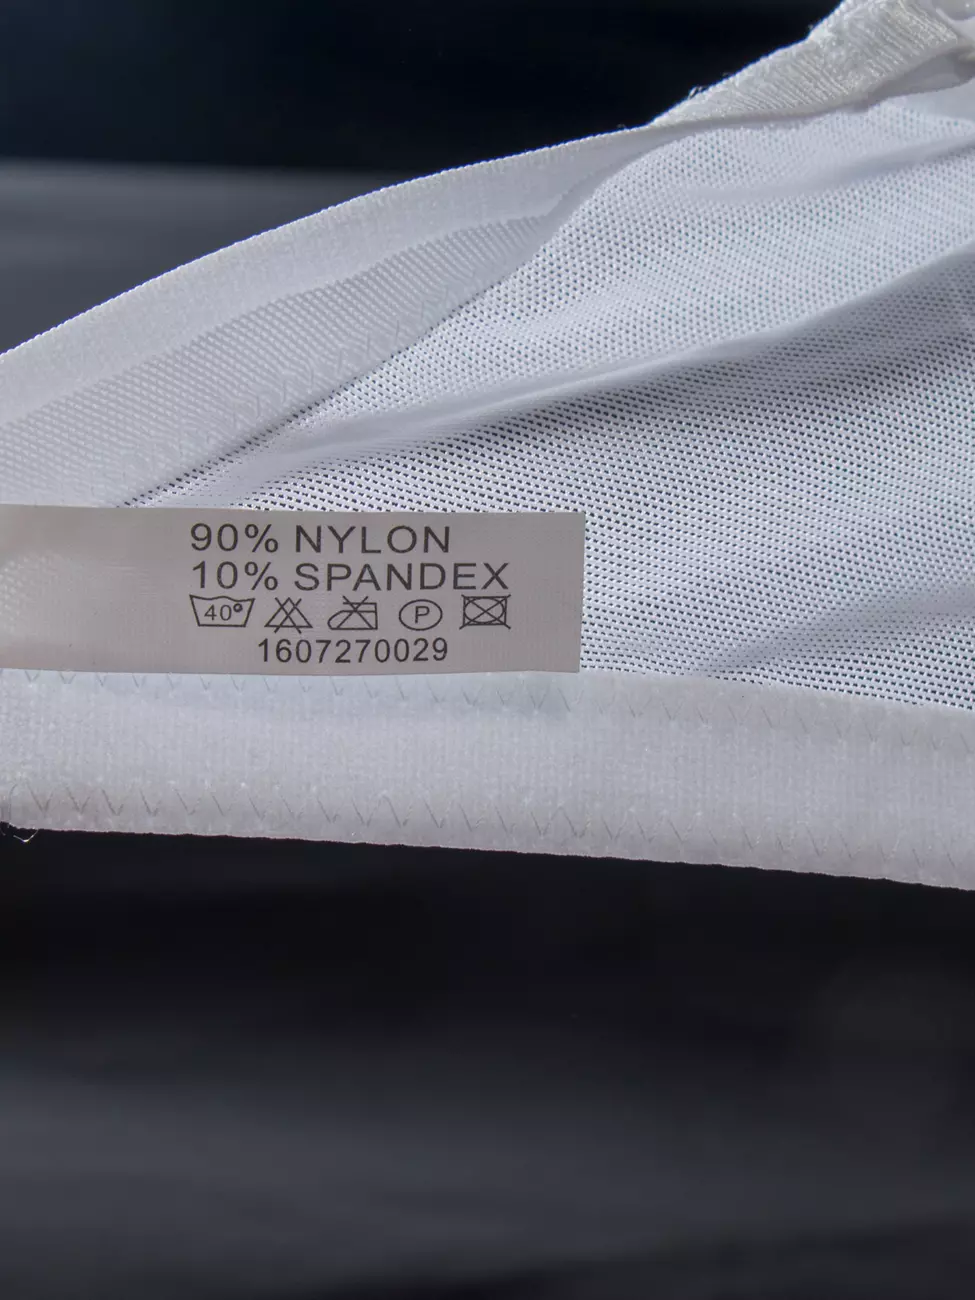 90% NYLON
10% SPANDEX
40° P
1607270029